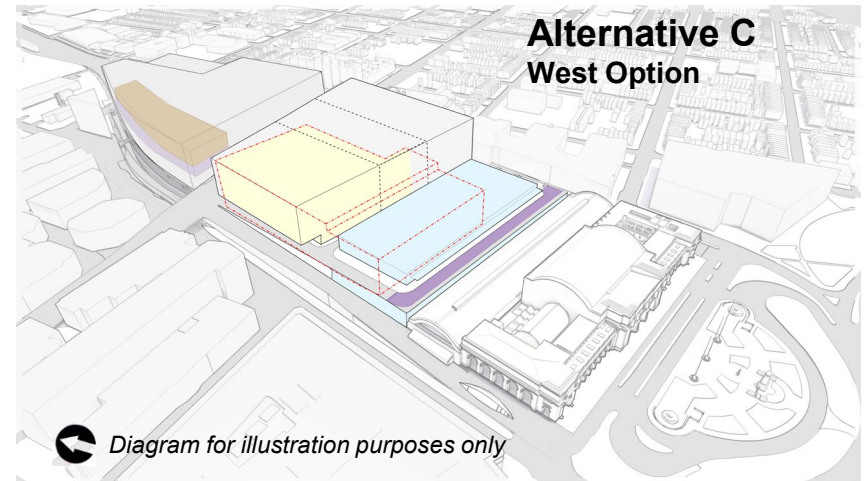 Alternative C
West Option
Diagram for illustration purposes only